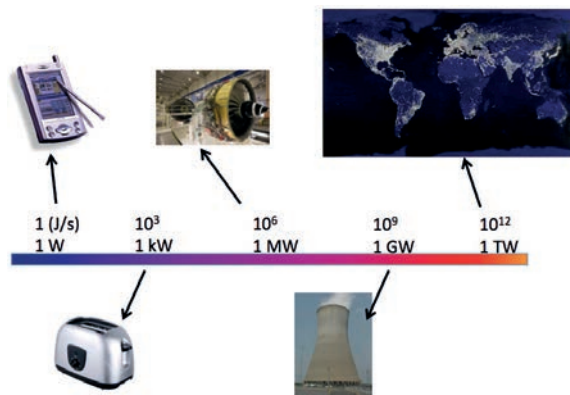 1 (J/s) 10³ 10⁶ 10⁹ 10¹²
1 W 1 kW 1 MW 1 GW 1 TW